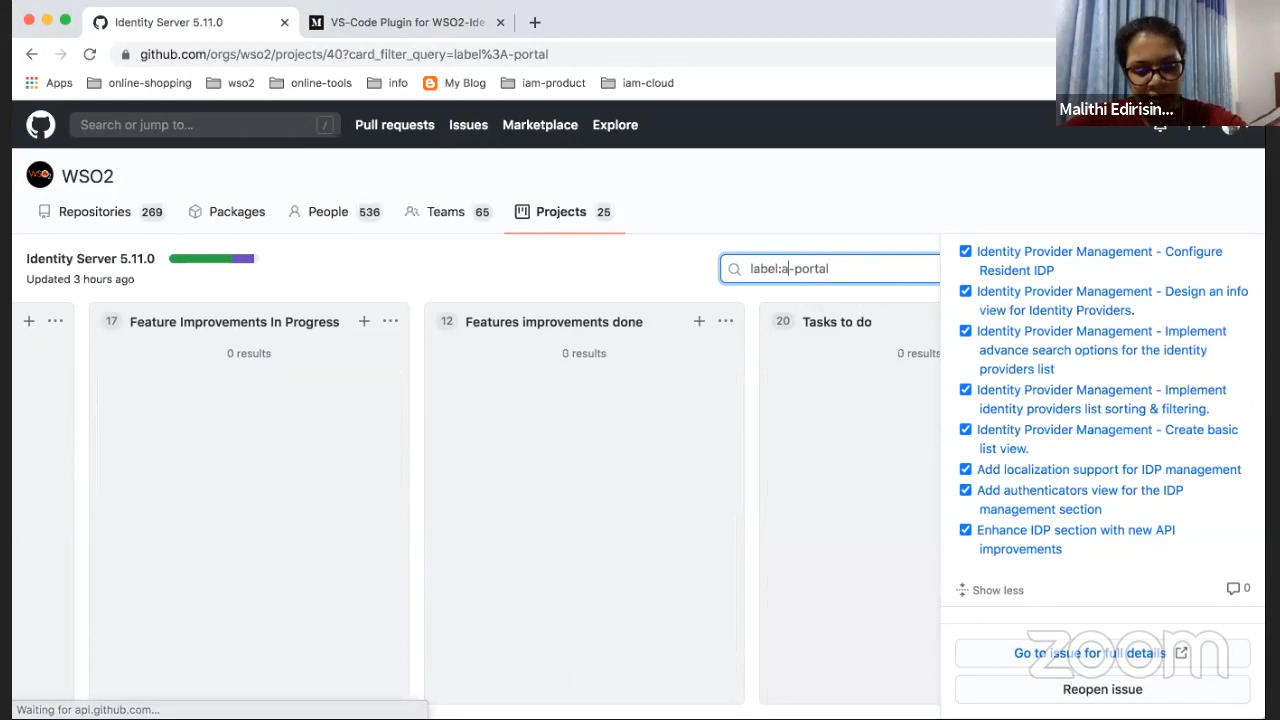 Identity Server 5.11.0
VS-Code Plugin for WSO2-Ide
github.com/orgs/wso2/projects/40?card_filter_query=label%3A-portal
Apps
online-shopping
wso2
online-tools
info
My Blog
iam-product
iam-cloud
Malithi Edirisin...
Search or jump to...
/
Pull requests
Issues
Marketplace
Explore
WSO2
WSO2
Repositories 269
Packages
People 536
Teams 65
Projects 25
Identity Server 5.11.0
Updated 3 hours ago
label:a-portal
17 Feature Improvements In Progress
0 results
12 Features improvements done
0 results
20 Tasks to do
0 results
Identity Provider Management - Configure
Resident IDP
Identity Provider Management - Design an info
view for Identity Providers.
Identity Provider Management - Implement
advance search options for the identity
providers list
Identity Provider Management - Implement
identity providers list sorting & filtering.
Identity Provider Management - Create basic
list view.
Add localization support for IDP management
Add authenticators view for the IDP
management section
Enhance IDP section with new API
improvements
Show less
0
Go to issue for full details
zoom
Reopen issue
Waiting for api.github.com...